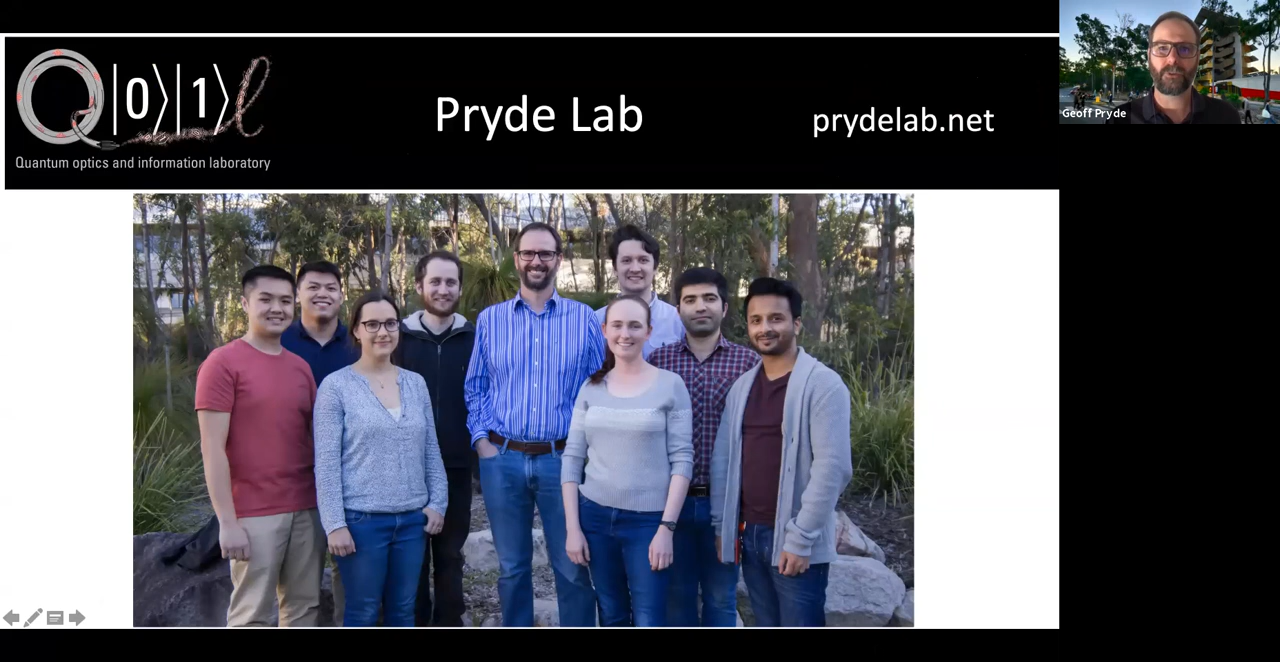 Q|0⟩|1⟩l
Quantum optics and information laboratory
Pryde Lab
prydelab.net
Geoff Pryde